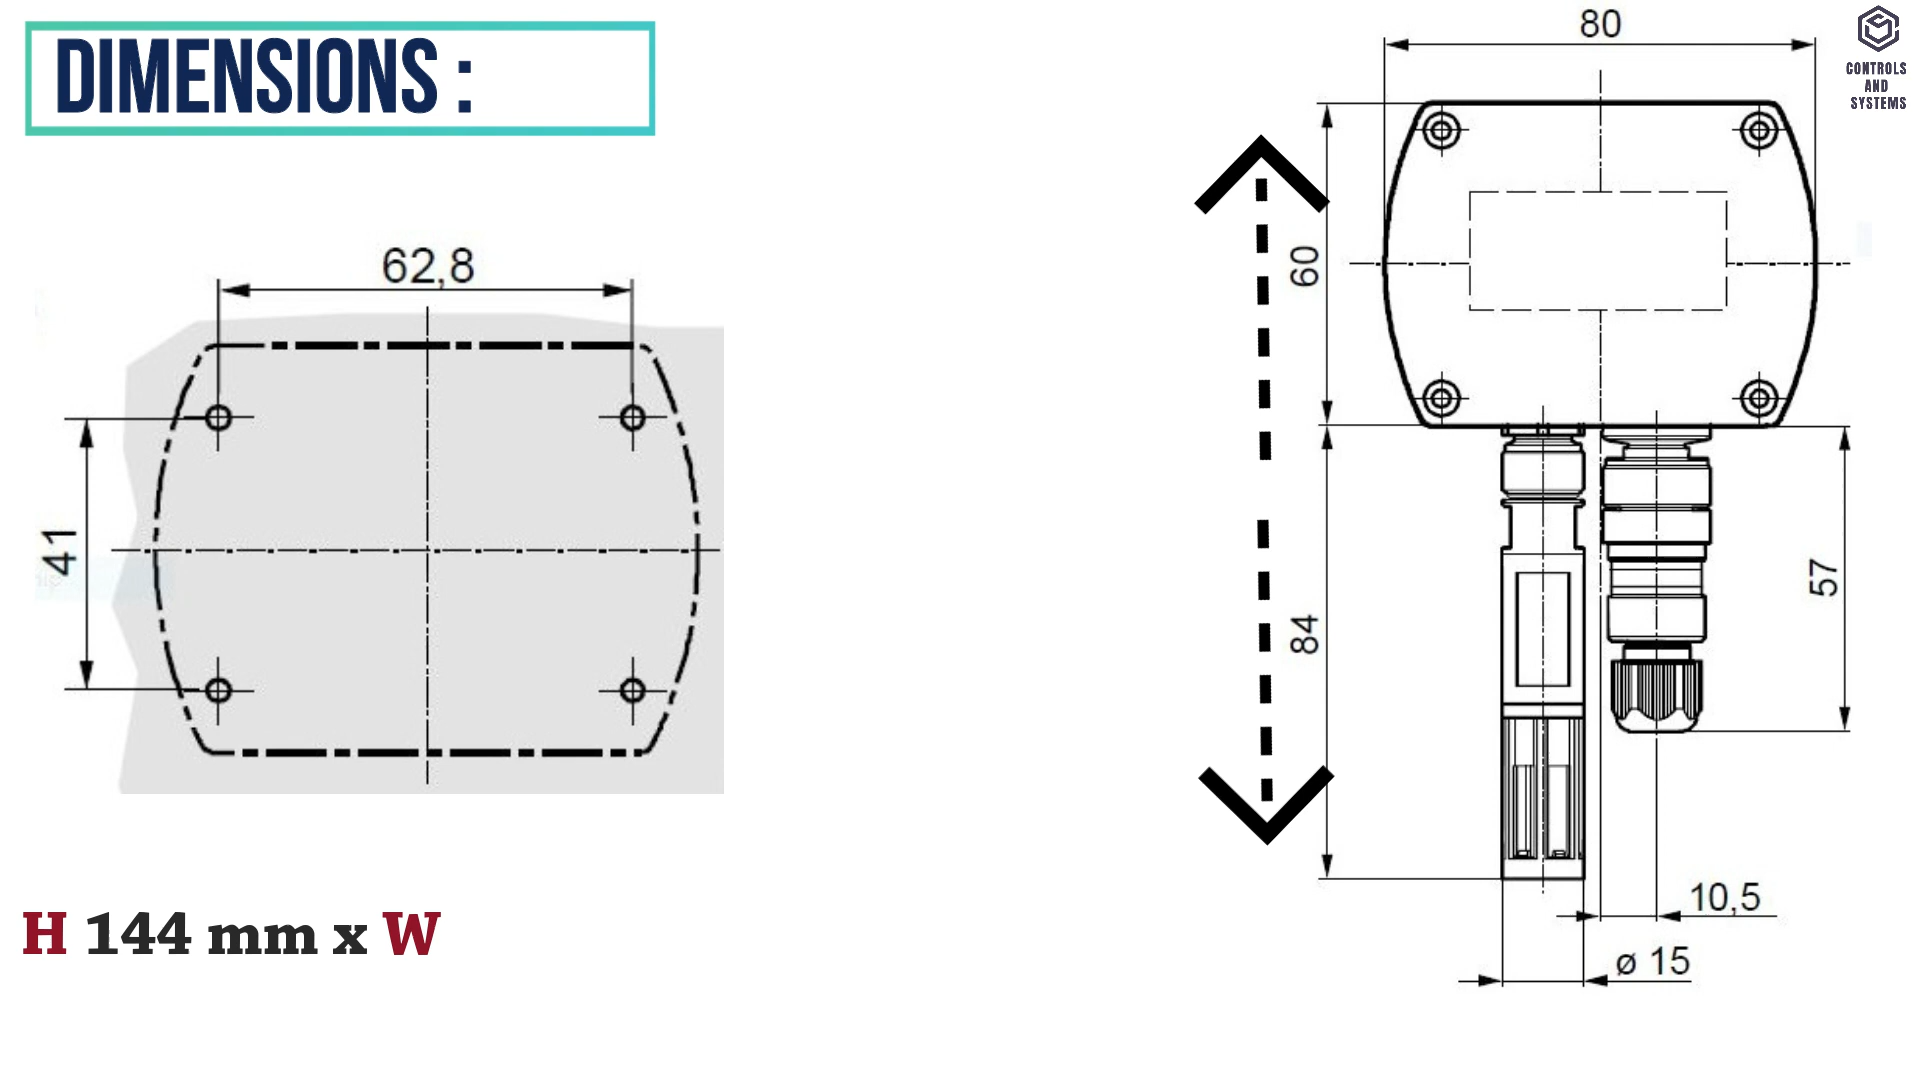 DIMENSIONS :
CONTROLS
AND
SYSTEMS
62,8
41
80
60
84
57
10,5
ø 15
H 144 mm x W